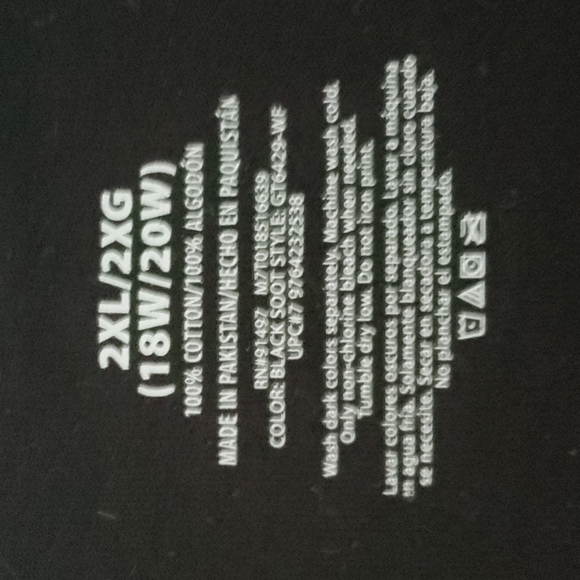 2XL/2XG
(18W/20W)
100% COTTON/100% ALGODÓN
MADE IN PAKISTAN/HECHO EN PAQUISTÁN
RN#91497
COLOR: BLACK SOOT STYLE: GT6429-WF
UPC#7 9764232538
Wash dark colors separately. Machine wash cold.
Only non-chlorine bleach when needed.
Tumble dry low. Do not iron print.
Lavar colores oscuros por separado. Lavar a máquina
en agua fría. Solamente blanqueador sin cloro cuando
se necesite. Secar en secadora a temperatura baja.
No planchar el estampado.